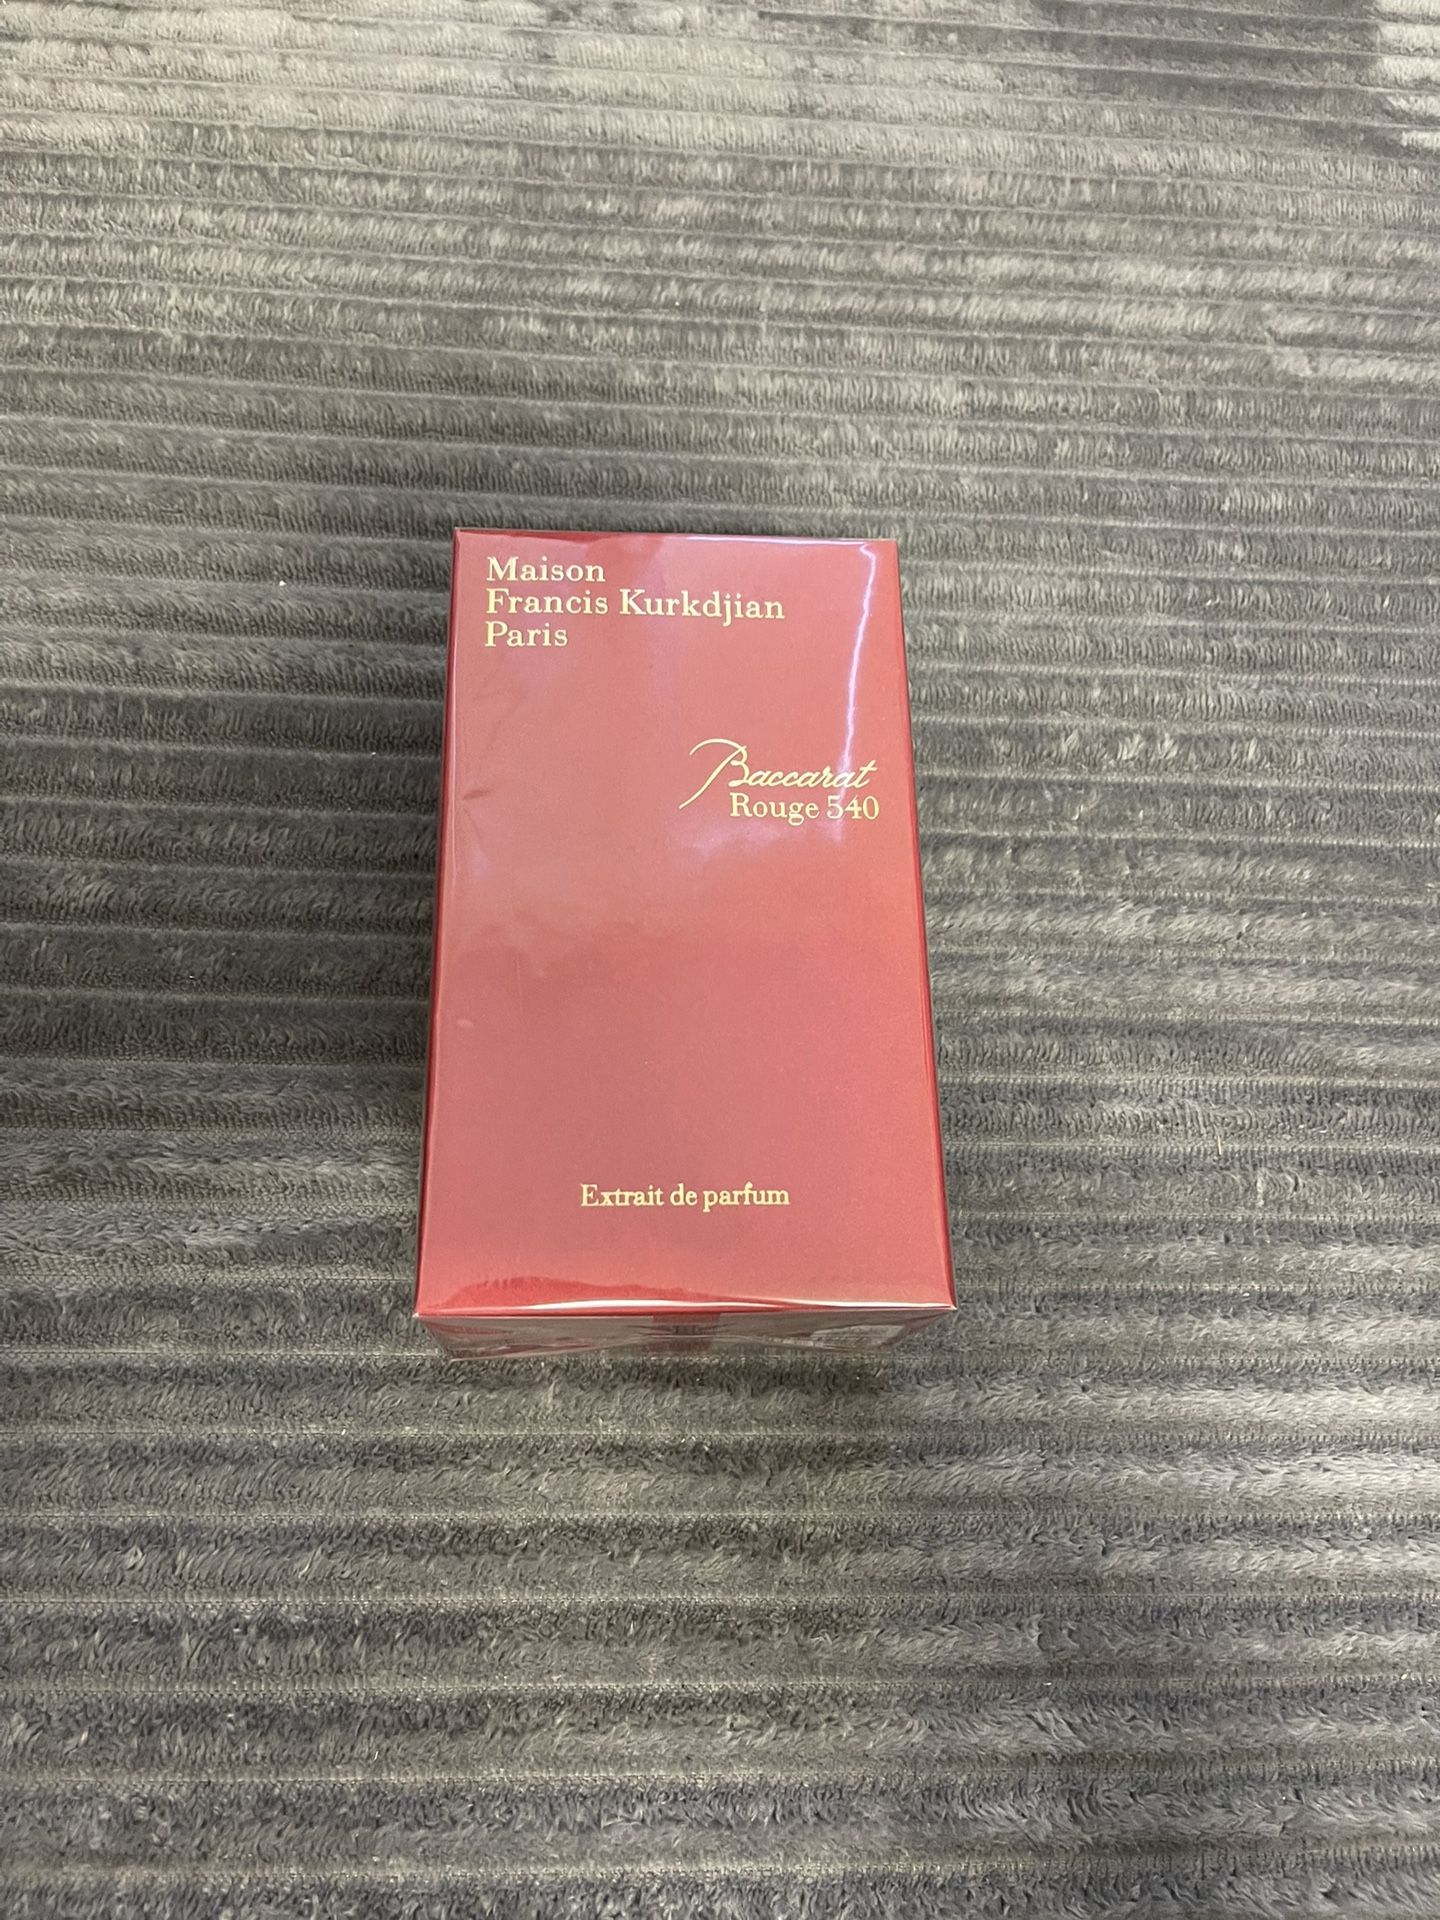 Maison
Francis Kurkdjian
Paris
Baccarat
Rouge 540
Extrait de parfum